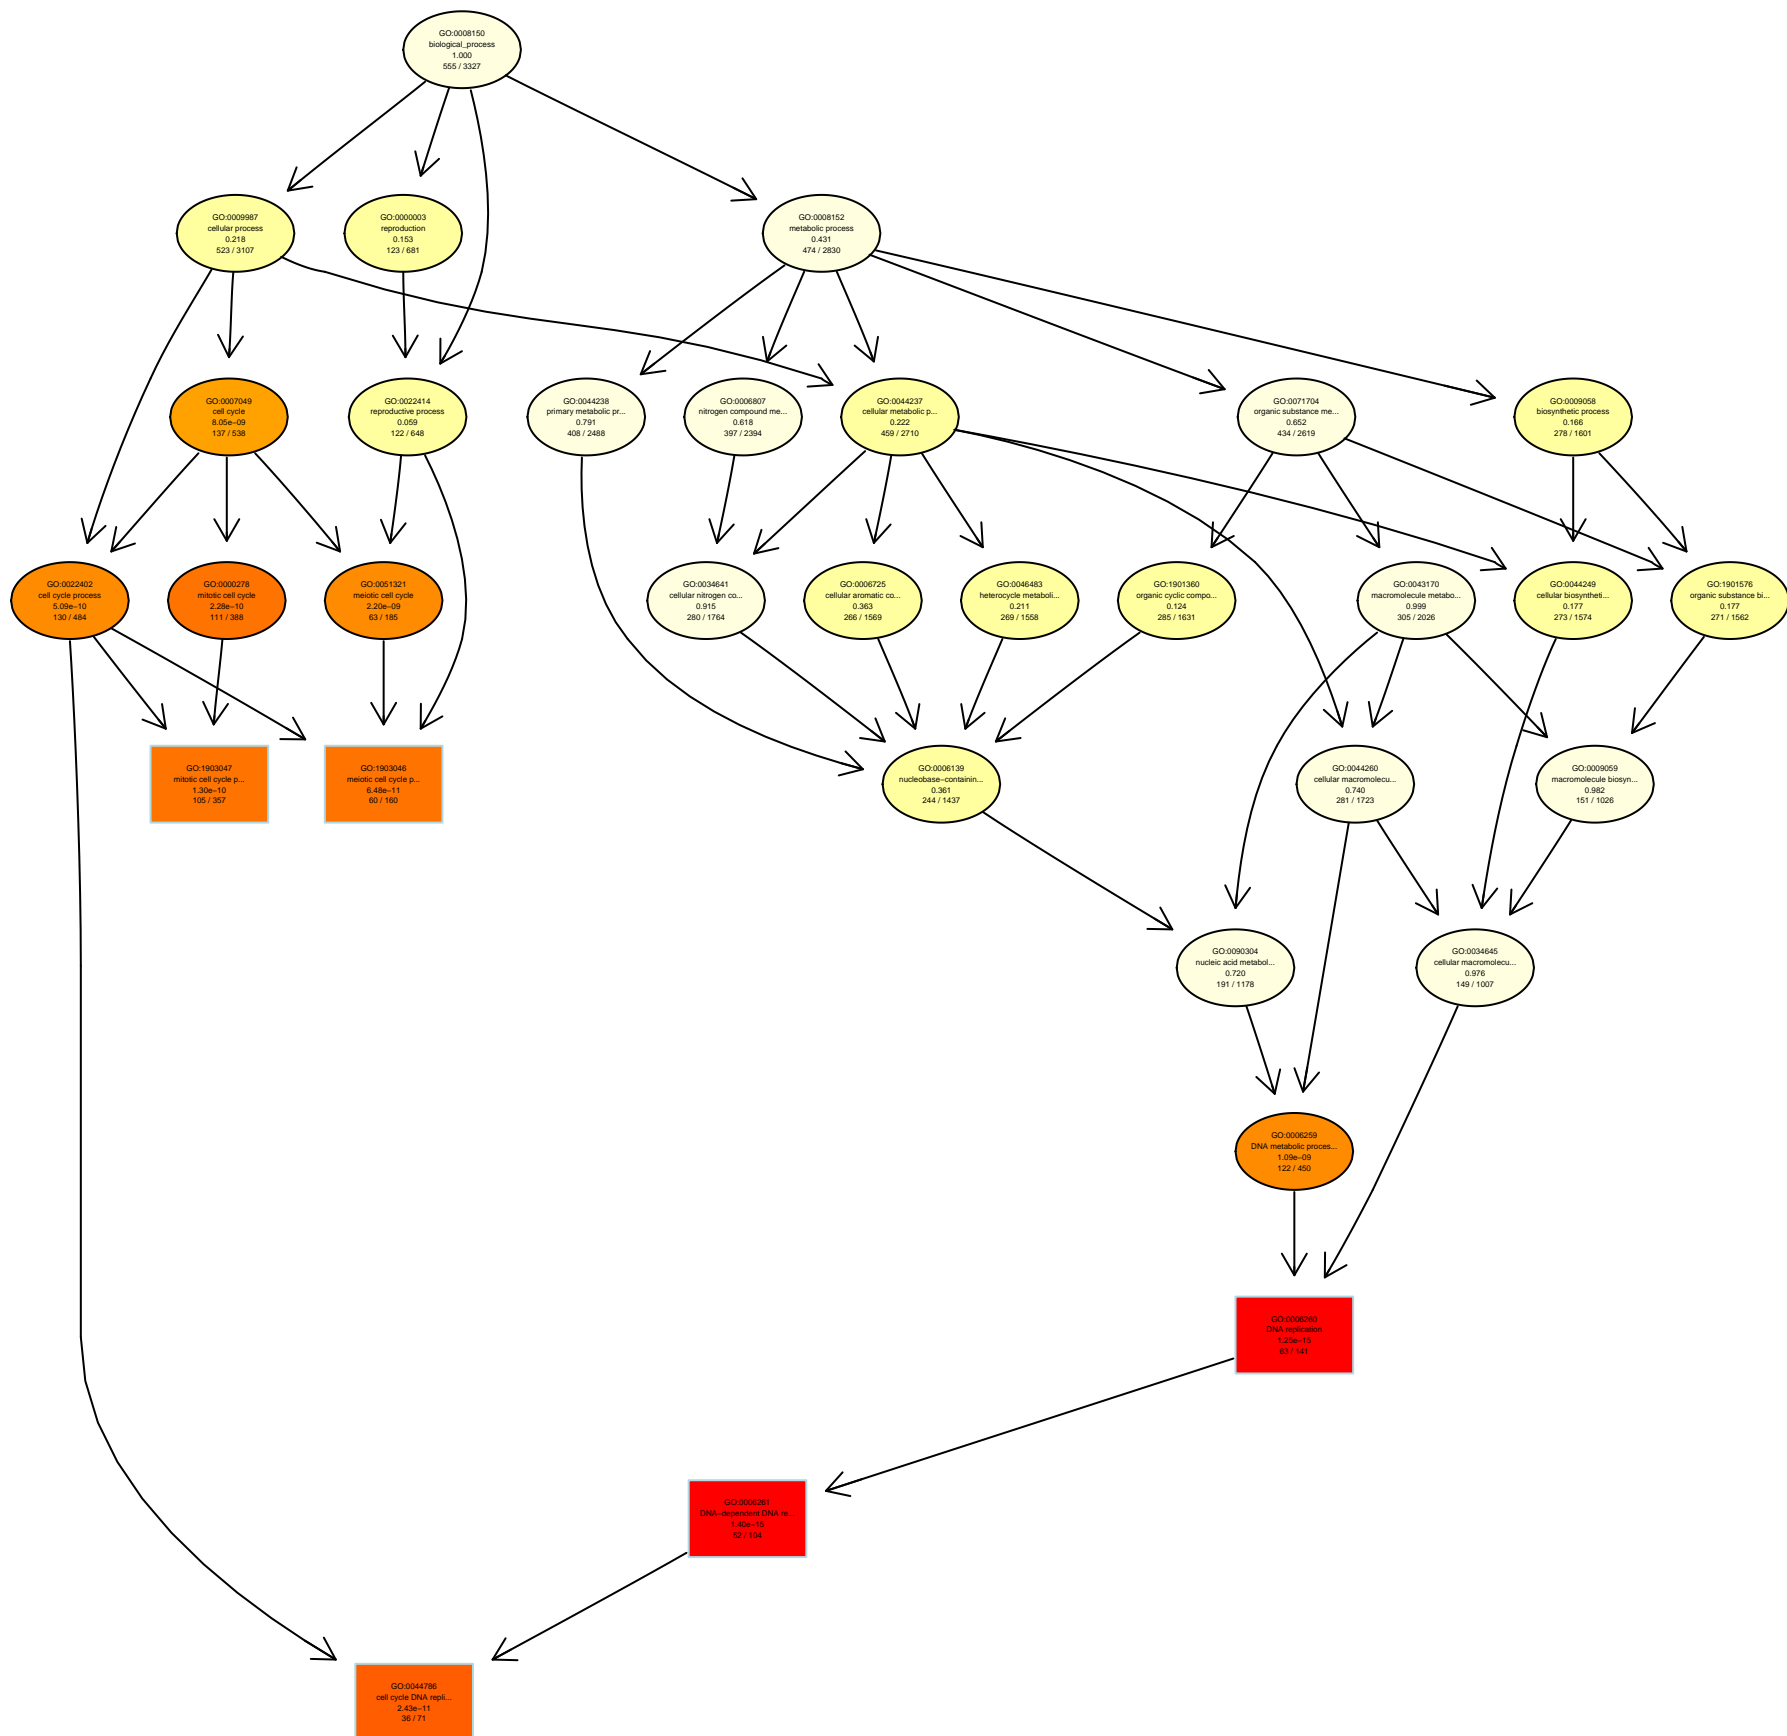 GO:0008150
biological_process
1.000
555 / 3327
GO:0009987
cellular process
0.218
523 / 3107
GO:0000003
reproduction
0.153
123 / 681
GO:0008152
metabolic process
0.431
474 / 2830
GO:0007049
cell cycle
8.05e−09
137 / 538
GO:0022414
reproductive process
0.059
122 / 648
GO:0044238
primary metabolic pr...
0.791
408 / 2488
GO:0006807
nitrogen compound me...
0.618
397 / 2394
GO:0044237
cellular metabolic p...
0.222
459 / 2710
GO:0071704
organic substance me...
0.652
434 / 2619
GO:0009058
biosynthetic process
0.166
278 / 1601
GO:0022402
cell cycle process
5.09e−10
130 / 484
GO:0000278
mitotic cell cycle
2.28e−10
111 / 388
GO:0051321
meiotic cell cycle
2.20e−09
63 / 185
GO:0034641
cellular nitrogen co...
0.915
280 / 1764
GO:0006725
cellular aromatic co...
0.363
266 / 1569
GO:0046483
heterocycle metaboli...
0.211
269 / 1558
GO:1901360
organic cyclic compo...
0.124
285 / 1631
GO:0043170
macromolecule metabo...
0.999
305 / 2026
GO:0044249
cellular biosyntheti...
0.177
273 / 1574
GO:1901576
organic substance bi...
0.177
271 / 1562
GO:1903047
mitotic cell cycle p...
1.30e−10
105 / 357
GO:1903046
meiotic cell cycle p...
6.48e−11
60 / 160
GO:0006139
nucleobase−containin...
0.361
244 / 1437
GO:0044260
cellular macromolecu...
0.740
281 / 1723
GO:0009059
macromolecule biosyn...
0.982
151 / 1026
GO:0090304
nucleic acid metabol...
0.720
191 / 1178
GO:0034645
cellular macromolecu...
0.976
149 / 1007
GO:0006259
DNA metabolic proces...
1.09e−09
122 / 450
GO:0006260
DNA replication
1.25e−15
63 / 141
GO:0006261
DNA−dependent DNA re...
1.40e−15
52 / 104
GO:0044786
cell cycle DNA repli...
2.43e−11
36 / 71